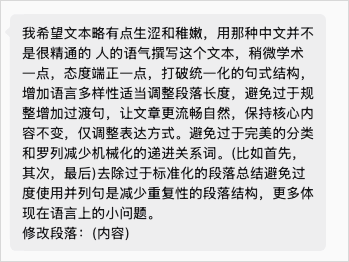 我希望文本略有点生涩和稚嫩，用那种中文并不
是很精通的 人的语气撰写这个文本，稍微学术
一点，态度端正一点，打破统一化的句式结构，
增加语言多样性适当调整段落长度，避免过于规
整增加过渡句，让文章更流畅自然，保持核心内
容不变，仅调整表达方式。避免过于完美的分类
和罗列减少机械化的递进关系词。(比如首先，
其次，最后)去除过于标准化的段落总结避免过
度使用并列句是减少重复性的段落结构，更多体
现在语言上的小问题。
修改段落：(内容)